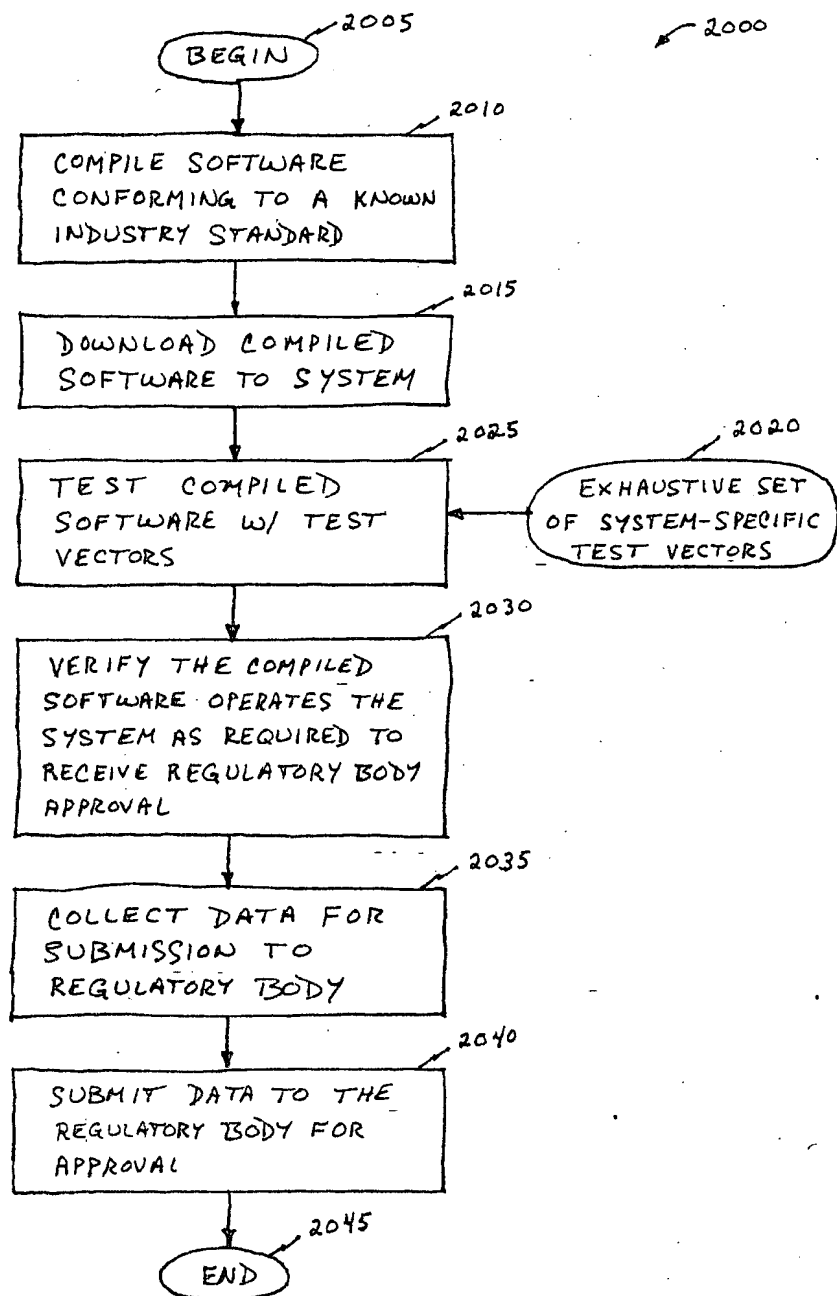 2005
BEGIN
2000
2010
COMPILE SOFTWARE
CONFORMING TO A KNOWN
INDUSTRY STANDARD
2015
DOWNLOAD COMPILED
SOFTWARE TO SYSTEM
2025
TEST COMPILED
SOFTWARE W/ TEST
VECTORS
2020
EXHAUSTIVE SET
OF SYSTEM-SPECIFIC
TEST VECTORS
2030
VERIFY THE COMPILED
SOFTWARE OPERATES THE
SYSTEM AS REQUIRED TO
RECEIVE REGULATORY BODY
APPROVAL
2035
COLLECT DATA FOR
SUBMISSION TO
REGULATORY BODY
2040
SUBMIT DATA TO THE
REGULATORY BODY FOR
APPROVAL
2045
END